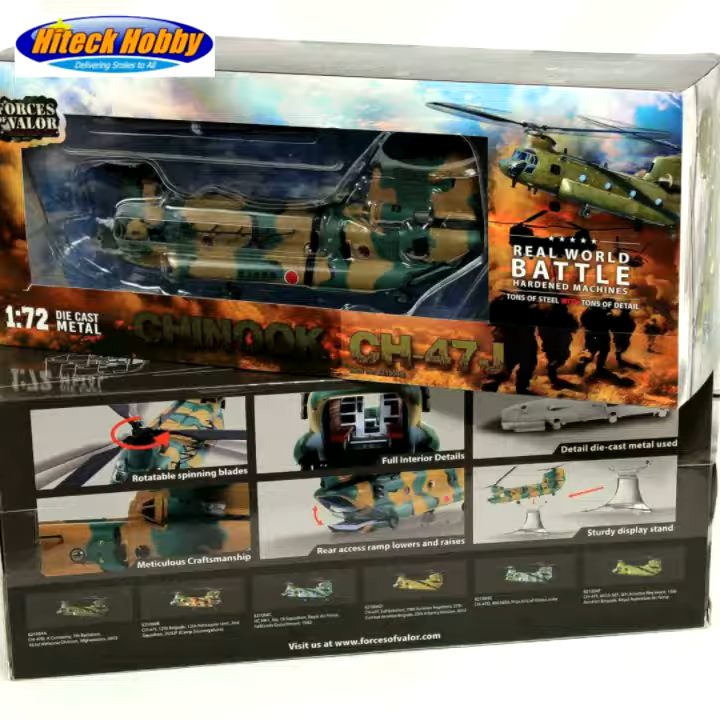 Hiteck Hobby
Delivering Smiles to All
FORCES
OF VALOR
REAL WORLD
BATTLE
HARDENED MACHINES
TONS OF STEEL WITH TONS OF DETAIL
1:72 DIE CAST
METAL
CHINOOK CH-47J
Rotatable spinning blades
Full Interior Details
Detail die-cast metal used
Meticulous Craftsmanship
Rear access ramp lowers and raises
Sturdy display stand
Visit us at www.forcesofvalor.com